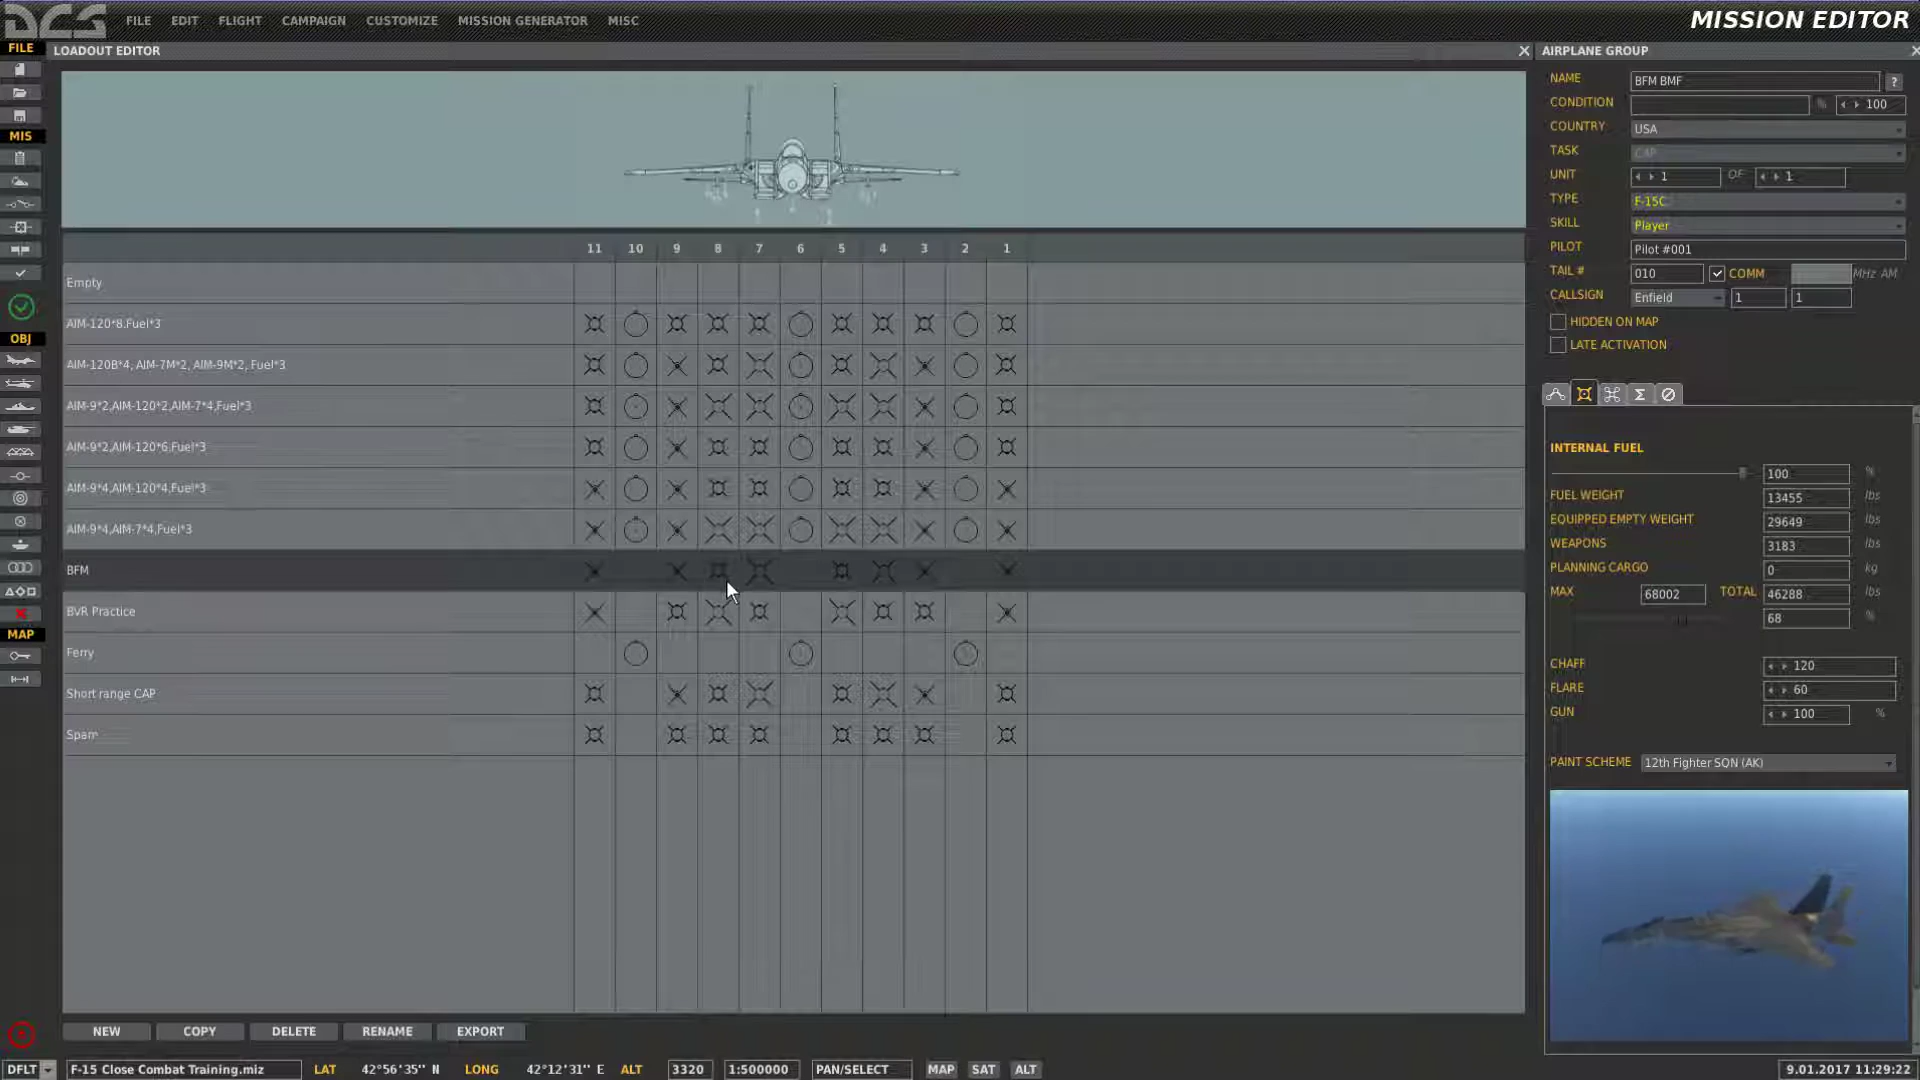 DCS FILE EDIT FLIGHT CAMPAIGN CUSTOMIZE MISSION GENERATOR MISC MISSION EDITOR
FILE LOADOUT EDITOR
MIS
OBJ
MAP
11 10 9 8 7 6 5 4 3 2 1
Empty
AIM-120*8,Fuel*3
AIM-120B*4, AIM-7M*2, AIM-9M*2, Fuel*3
AIM-9*2,AIM-120*2,AIM-7*4,Fuel*3
AIM-9*2,AIM-120*6,Fuel*3
AIM-9*4,AIM-120*4,Fuel*3
AIM-9*4,AIM-7*4,Fuel*3
BFM
BVR Practice
Ferry
Short range CAP
Spam
NEW COPY DELETE RENAME EXPORT
AIRPLANE GROUP
NAME BFM BMF ?
CONDITION % 100
COUNTRY USA
TASK CAP
UNIT 1 OF 1
TYPE F-15C
SKILL Player
PILOT Pilot #001
TAIL # 010 COMM MHz AM
CALLSIGN Enfield 1 1
HIDDEN ON MAP
LATE ACTIVATION
INTERNAL FUEL
100 %
FUEL WEIGHT 13455 lbs
EQUIPPED EMPTY WEIGHT 29649 lbs
WEAPONS 3183 lbs
PLANNING CARGO 0 kg
MAX 68002 TOTAL 46288 lbs
68 %
CHAFF 120
FLARE 60
GUN 100 %
PAINT SCHEME 12th Fighter SQN (AK)
DFLT F-15 Close Combat Training.miz LAT 42°56'35" N LONG 42°12'31" E ALT 3320 1:500000 PAN/SELECT MAP SAT ALT 9.01.2017 11:29:22